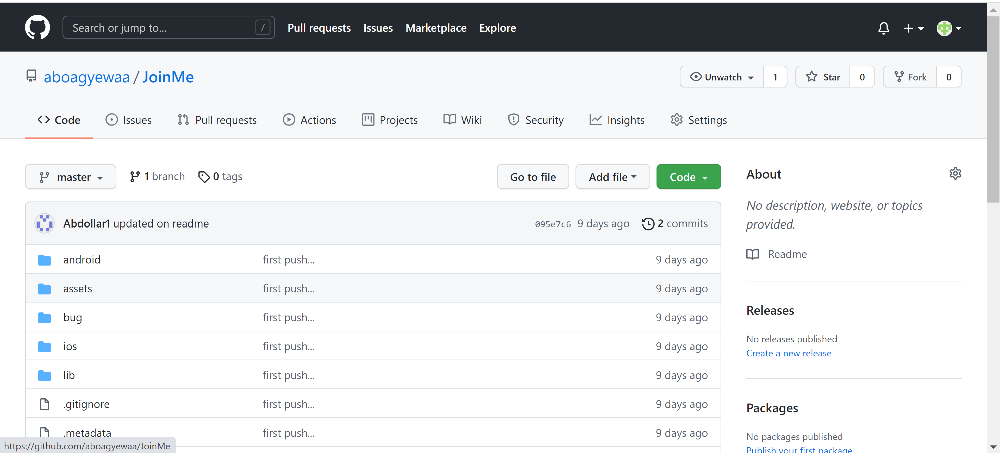 Search or jump to...
/
Pull requests
Issues
Marketplace
Explore
aboagyewaa / JoinMe
Unwatch
1
Star
0
Fork
0
Code
Issues
Pull requests
Actions
Projects
Wiki
Security
Insights
Settings
master
1 branch
0 tags
Go to file
Add file
Code
Abdollar1 updated on readme
095e7c6
9 days ago
2 commits
android
first push...
9 days ago
assets
first push...
9 days ago
bug
first push...
9 days ago
ios
first push...
9 days ago
lib
first push...
9 days ago
.gitignore
first push...
9 days ago
.metadata
first push...
9 days ago
About
No description, website, or topics
provided.
Readme
Releases
No releases published
Create a new release
Packages
No packages published
Publish your first package
https://github.com/aboagyewaa/JoinMe